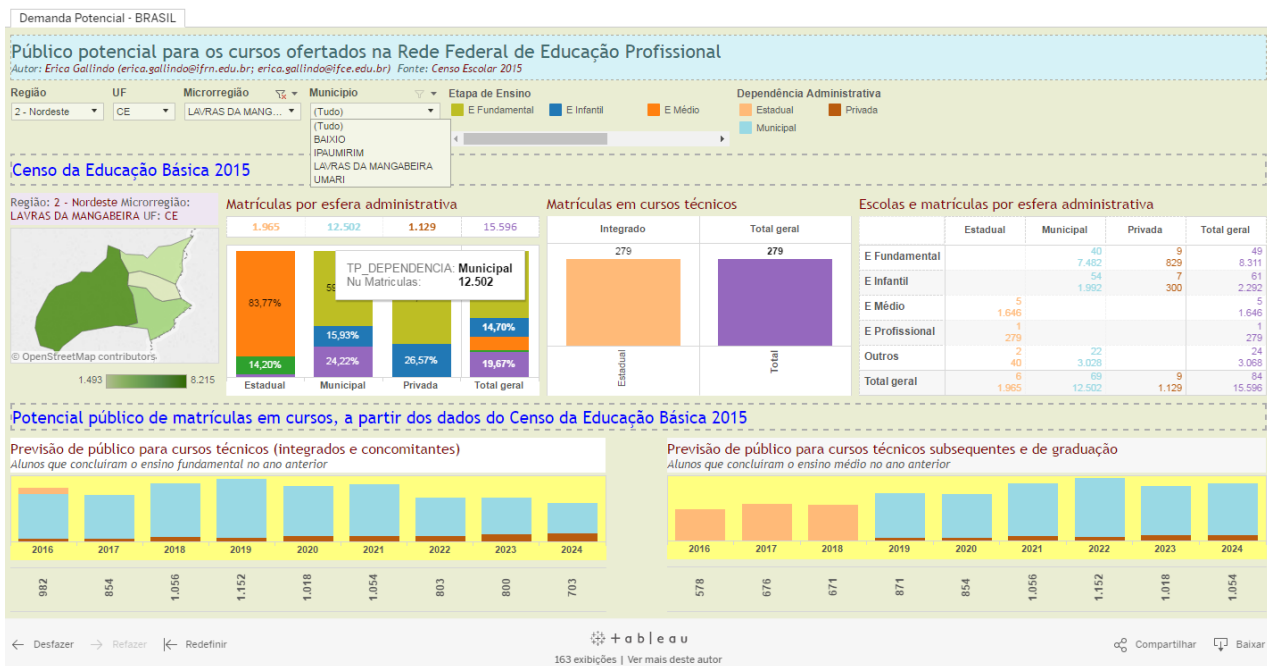 Demanda Potencial - BRASIL
Público potencial para os cursos ofertados na Rede Federal de Educação Profissional
Autor: Erica Gallindo (erica.gallindo@ifrn.edu.br; erica.gallindo@ifce.edu.br) Fonte: Censo Escolar 2015
Região UF Microrregião Município Etapa de Ensino Dependência Administrativa
2 - Nordeste CE LAVRAS DA MANG... (Tudo) E Fundamental E Infantil E Médio Estadual Privada
Municipal
(Tudo)
BAIXIO
IPAUMIRIM
LAVRAS DA MANGABEIRA
UMARI
Censo da Educação Básica 2015
Região: 2 - Nordeste Microrregião:
LAVRAS DA MANGABEIRA UF: CE
© OpenStreetMap contributors
1.493 8.215
Matrículas por esfera administrativa
1.965 12.502 1.129 15.596
TP_DEPENDENCIA: Municipal
Nu Matriculas: 12.502
83,77% 59
15,93% 14,70%
14,20% 24,22% 26,57% 19,67%
Estadual Municipal Privada Total geral
Matrículas em cursos técnicos
Integrado Total geral
279 279
Estadual Total
Escolas e matrículas por esfera administrativa
Estadual Municipal Privada Total geral
E Fundamental 40 9 49
7.482 829 8.311
E Infantil 54 7 61
1.992 300 2.292
E Médio 5 5
1.646 1.646
E Profissional 1 1
279 279
Outros 2 22 24
40 3.028 3.068
Total geral 6 69 9 84
1.965 12.502 1.129 15.596
Potencial público de matrículas em cursos, a partir dos dados do Censo da Educação Básica 2015
Previsão de público para cursos técnicos (integrados e concomitantes)
Alunos que concluiram o ensino fundamental no ano anterior
2016 2017 2018 2019 2020 2021 2022 2023 2024
982 854 1.056 1.152 1.018 1.054 803 800 703
Previsão de público para cursos técnicos subsequentes e de graduação
Alunos que concluiram o ensino médio no ano anterior
2016 2017 2018 2019 2020 2021 2022 2023 2024
578 676 671 871 854 1.056 1.152 1.018 1.054
Desfazer Refazer Redefinir
+ a b l e a u
163 exibições | Ver mais deste autor
Compartilhar Baixar